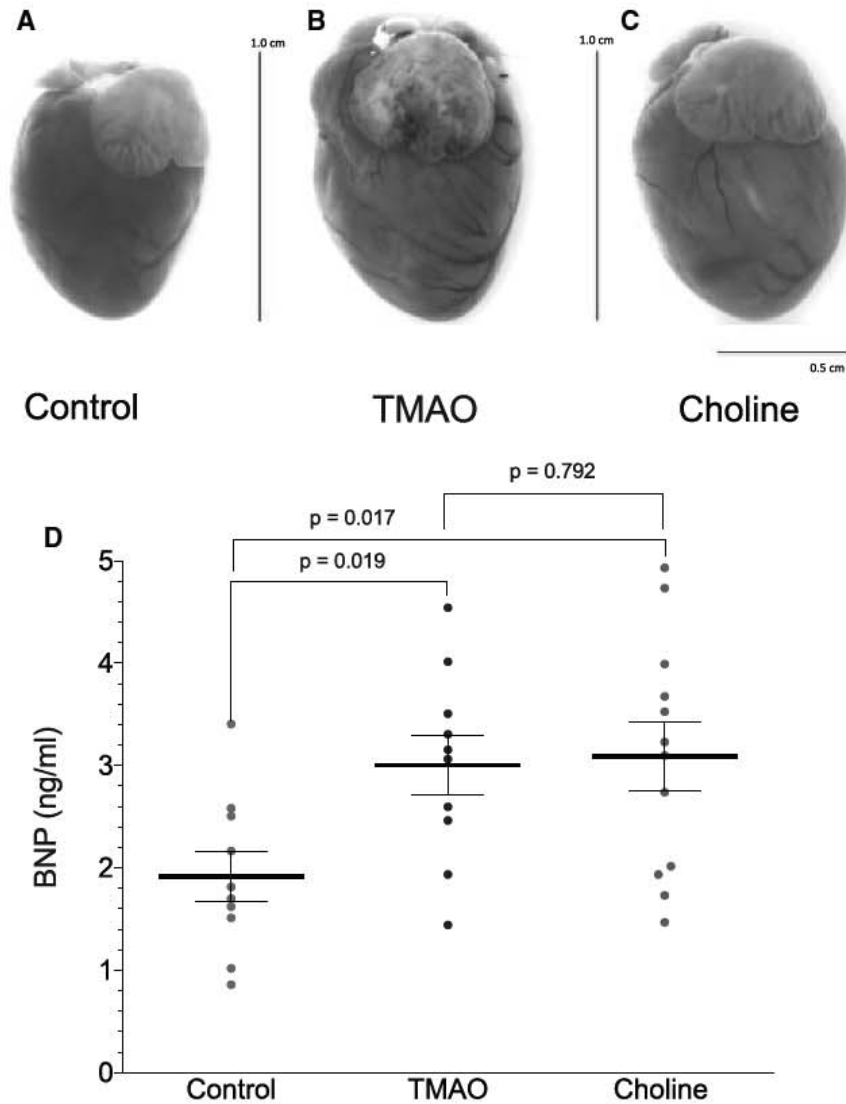 A
B
C
1.0 cm
1.0 cm
0.5 cm
Control
TMAO
Choline
p = 0.792
p = 0.017
D
p = 0.019
5
4
3
2
1
0
BNP (ng/ml)
Control
TMAO
Choline